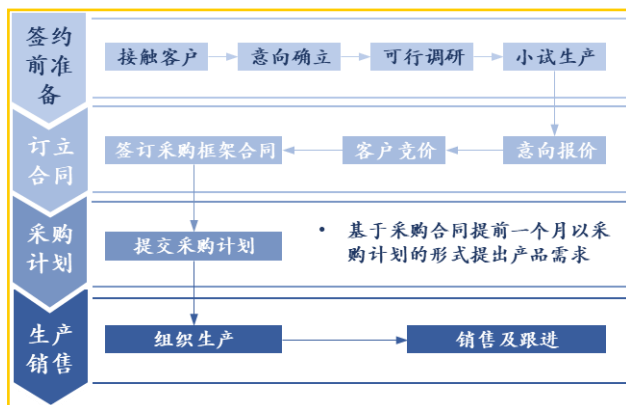 签约
前准
备
接触客户
意向确立
可行调研
小试生产
订立
合同
签订采购框架合同
客户竞价
意向报价
采购
计划
提交采购计划
• 基于采购合同提前一个月以采
购计划的形式提出产品需求
生产
销售
组织生产
销售及跟进